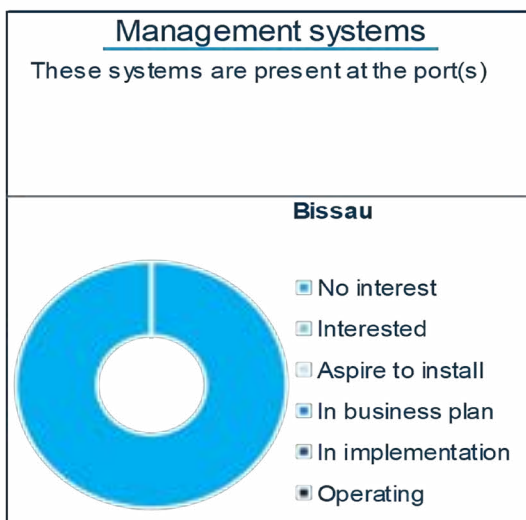 Management systems
These systems are present at the port(s)
Bissau
No interest
Interested
Aspire to install
In business plan
In implementation
Operating